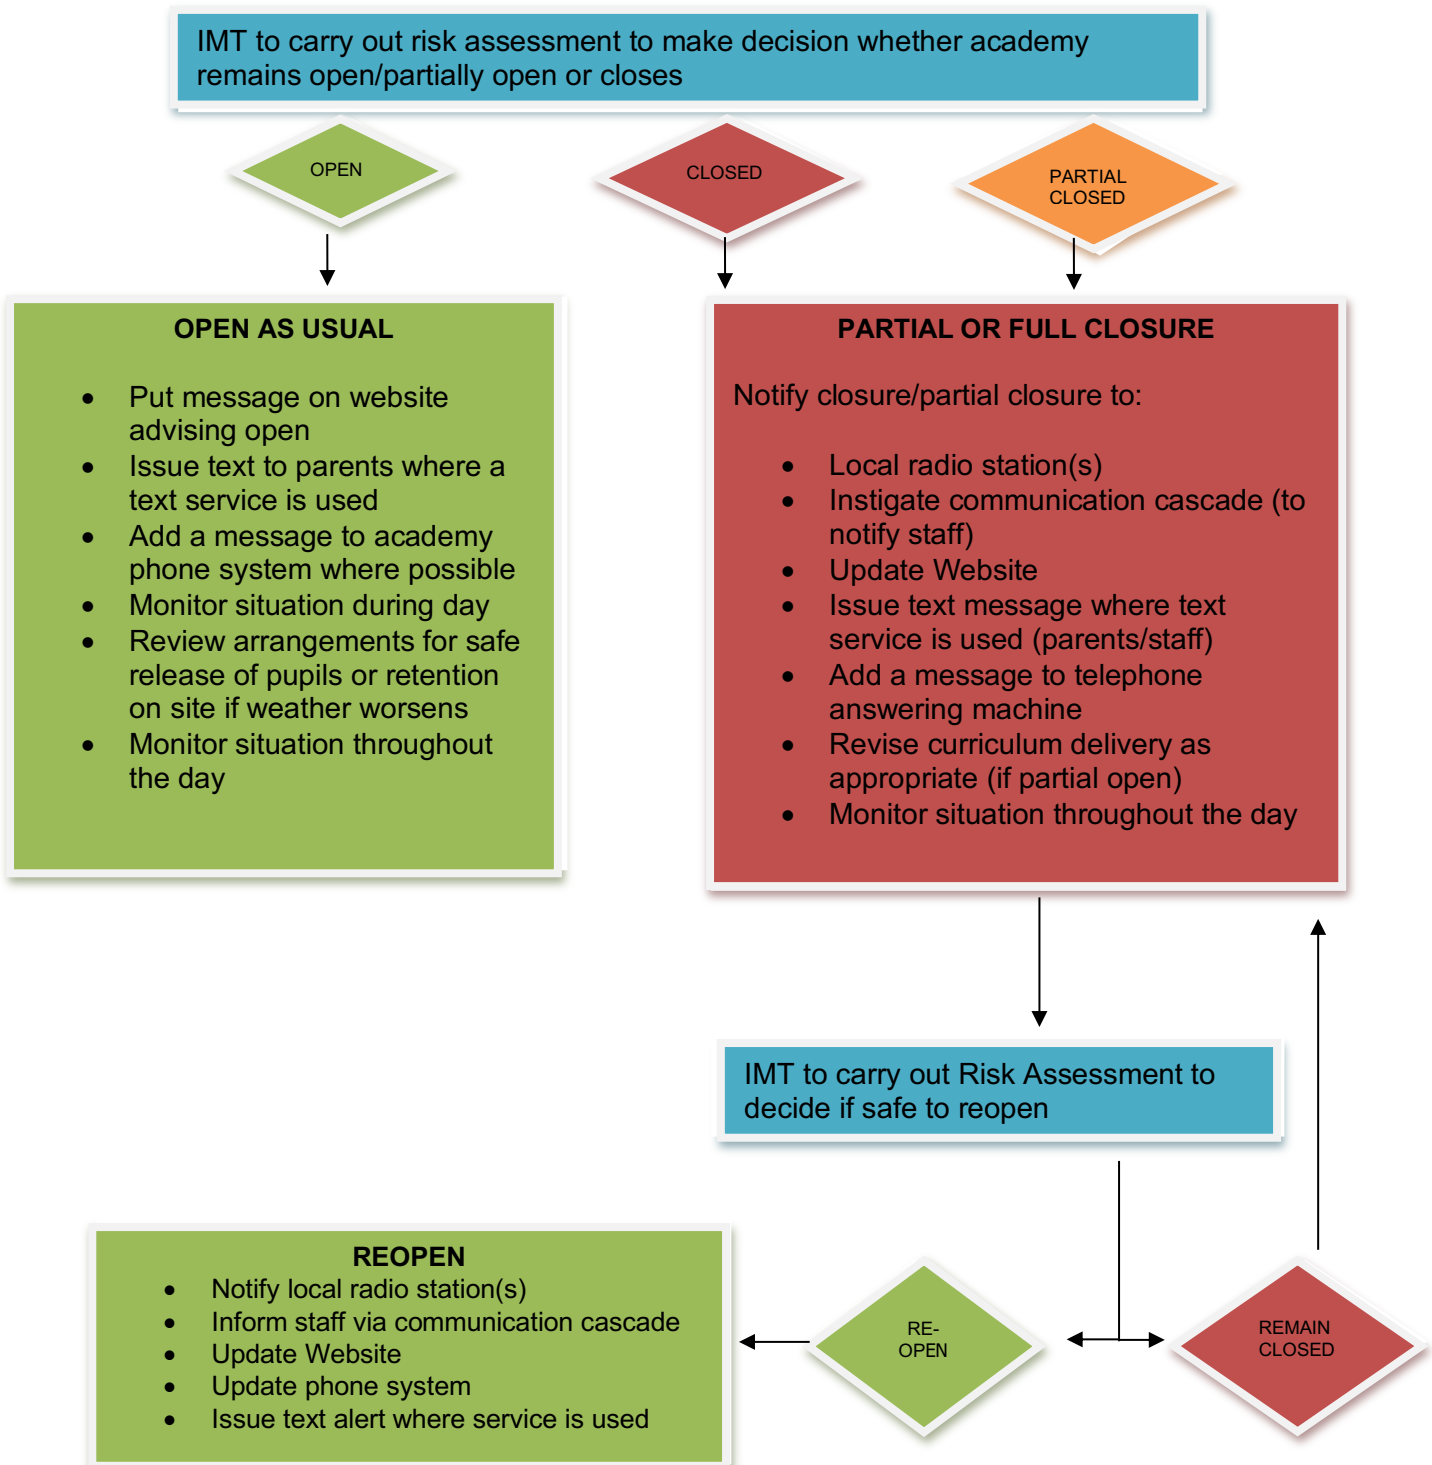 IMT to carry out risk assessment to make decision whether academy
remains open/partially open or closes
OPEN
CLOSED
PARTIAL
CLOSED
OPEN AS USUAL
• Put message on website
advising open
• Issue text to parents where a
text service is used
• Add a message to academy
phone system where possible
• Monitor situation during day
• Review arrangements for safe
release of pupils or retention
on site if weather worsens
• Monitor situation throughout
the day
PARTIAL OR FULL CLOSURE
Notify closure/partial closure to:
• Local radio station(s)
• Instigate communication cascade (to
notify staff)
• Update Website
• Issue text message where text
service is used (parents/staff)
• Add a message to telephone
answering machine
• Revise curriculum delivery as
appropriate (if partial open)
• Monitor situation throughout the day
IMT to carry out Risk Assessment to
decide if safe to reopen
REOPEN
• Notify local radio station(s)
• Inform staff via communication cascade
• Update Website
• Update phone system
• Issue text alert where service is used
RE-
OPEN
REMAIN
CLOSED